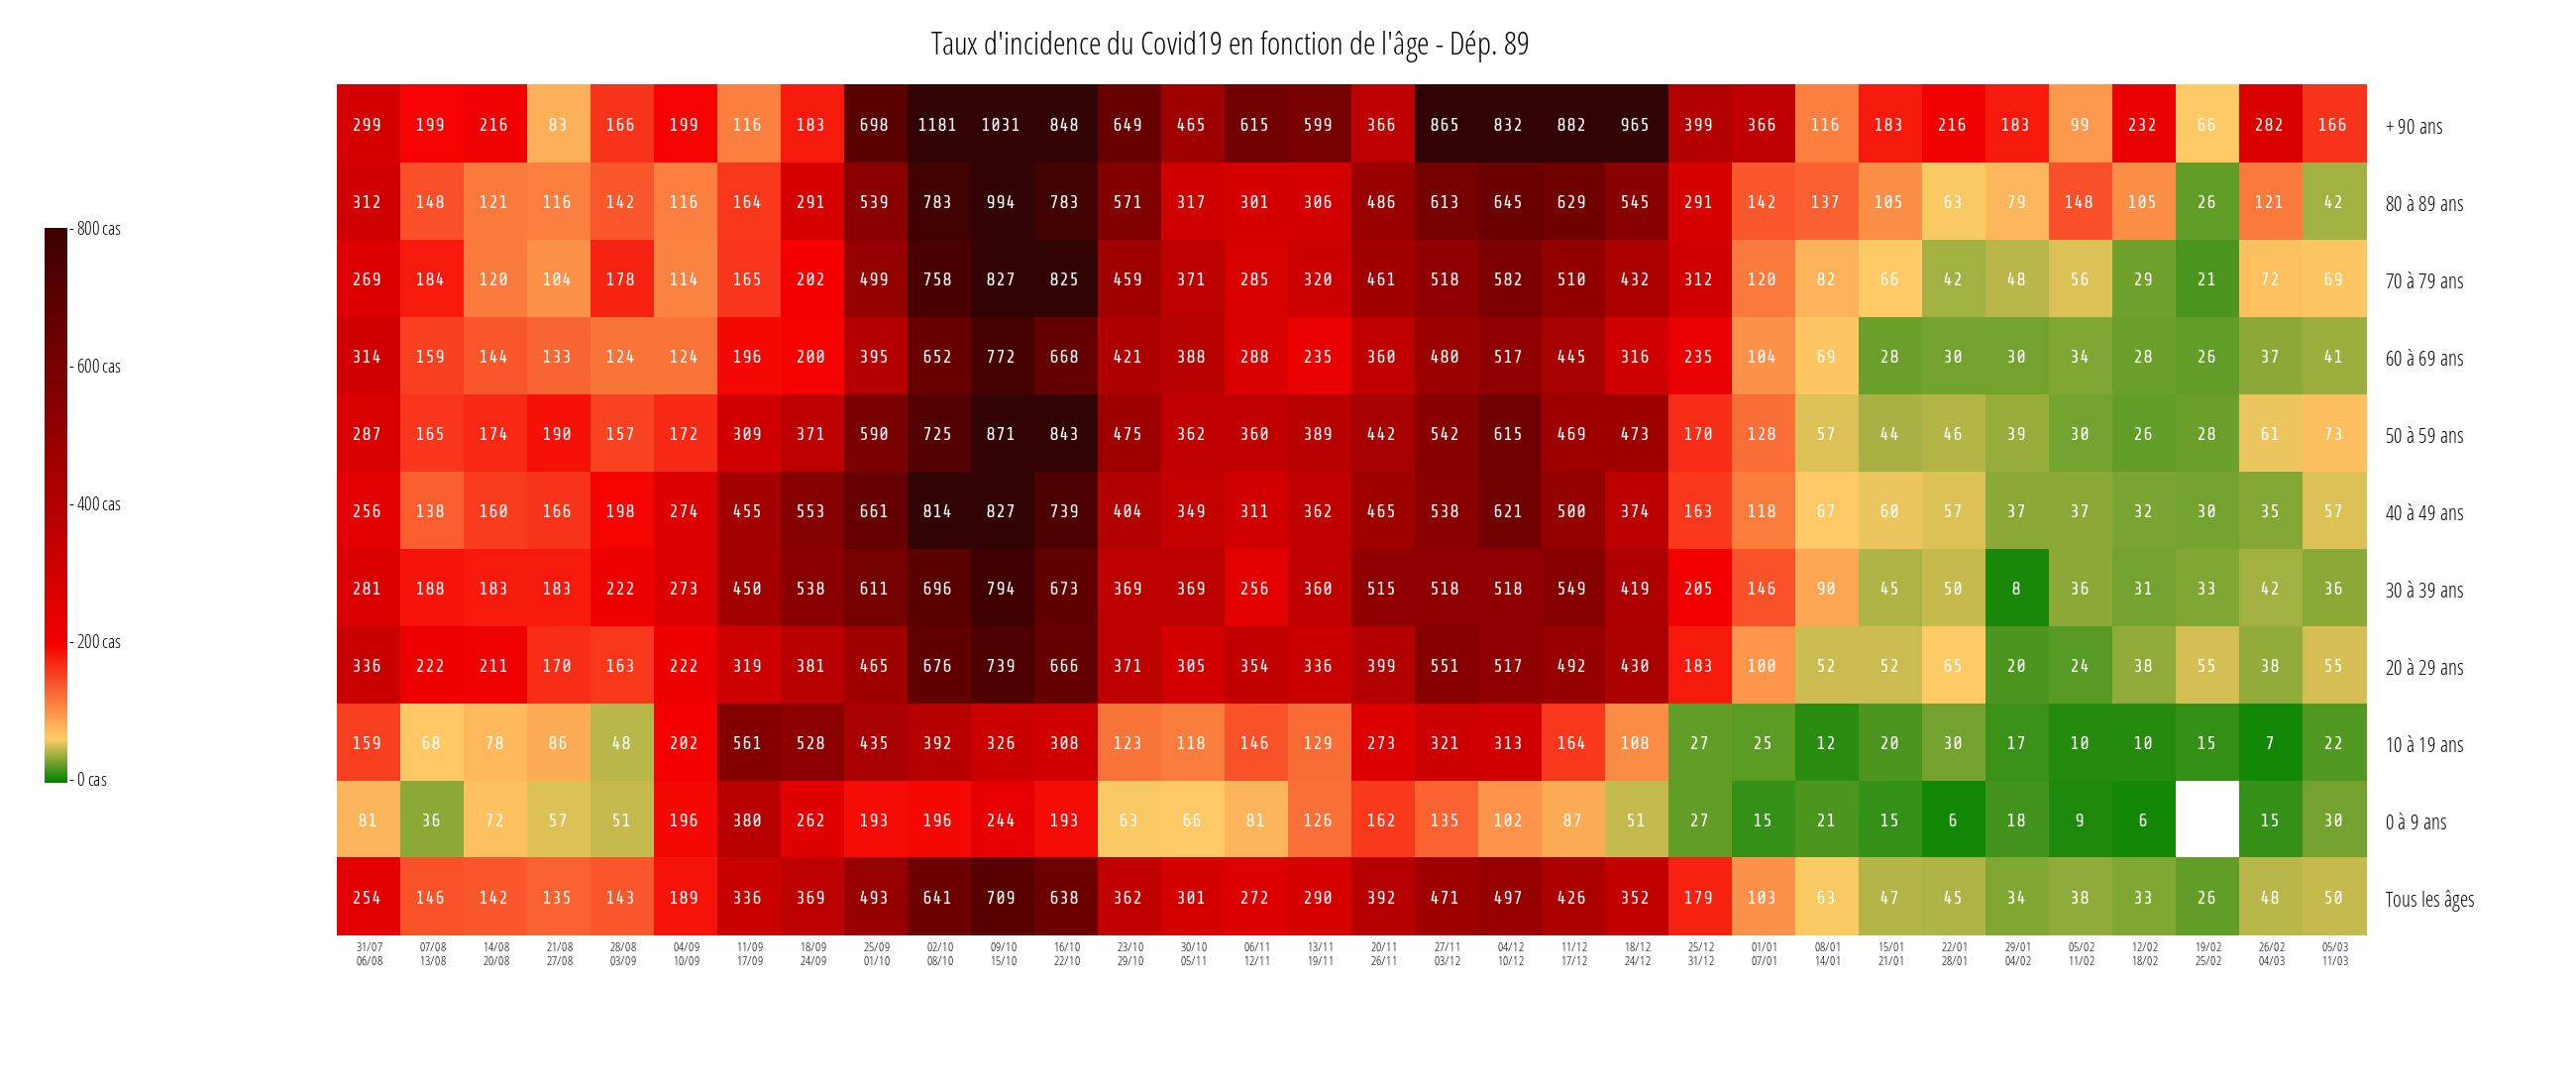 Taux d'incidence du Covid19 en fonction de l'âge - Dép. 89
299 199 216 83 166 199 116 183 698 1181 1031 848 649 465 615 599 366 865 832 882 965 399 366 116 183 216 183 99 232 66 282 166 + 90 ans
312 148 121 116 142 116 164 291 539 783 994 783 571 317 301 306 486 613 645 629 545 291 142 137 105 63 79 148 105 26 121 42 80 à 89 ans
- 800 cas
269 184 120 104 178 114 165 202 499 758 827 825 459 371 285 320 461 518 582 510 432 312 120 82 66 42 48 56 29 21 72 69 70 à 79 ans
314 159 144 133 124 124 196 200 395 652 772 668 421 388 288 235 360 480 517 445 316 235 104 69 28 30 30 34 28 26 37 41 60 à 69 ans
- 600 cas
287 165 174 190 157 172 309 371 590 725 871 843 475 362 360 389 442 542 615 469 473 170 128 57 44 46 39 30 26 28 61 73 50 à 59 ans
- 400 cas
256 138 160 166 198 274 455 553 661 814 827 739 404 349 311 362 465 538 621 500 374 163 118 67 60 57 37 37 32 30 35 57 40 à 49 ans
281 188 183 183 222 273 450 538 611 696 794 673 369 369 256 360 515 518 518 549 419 205 146 90 45 50 8 36 31 33 42 36 30 à 39 ans
- 200 cas
336 222 211 170 163 222 319 381 465 676 739 666 371 305 354 336 399 551 517 492 430 183 100 52 52 65 20 24 38 55 38 55 20 à 29 ans
159 68 78 86 48 202 561 528 435 392 326 308 123 118 146 129 273 321 313 164 108 27 25 12 20 30 17 10 10 15 7 22 10 à 19 ans
- 0 cas
81 36 72 57 51 196 380 262 193 196 244 193 63 66 81 126 162 135 102 87 51 27 15 21 15 6 18 9 6 15 30 0 à 9 ans
254 146 142 135 143 189 336 369 493 641 709 638 362 301 272 290 392 471 497 426 352 179 103 63 47 45 34 38 33 26 48 50 Tous les âges
31/07 07/08 14/08 21/08 28/08 04/09 11/09 18/09 25/09 02/10 09/10 16/10 23/10 30/10 06/11 13/11 20/11 27/11 04/12 11/12 18/12 25/12 01/01 08/01 15/01 22/01 29/01 05/02 12/02 19/02 26/02 05/03
06/08 13/08 20/08 27/08 03/09 10/09 17/09 24/09 01/10 08/10 15/10 22/10 29/10 05/11 12/11 19/11 26/11 03/12 10/12 17/12 24/12 31/12 07/01 14/01 21/01 28/01 04/02 11/02 18/02 25/02 04/03 11/03